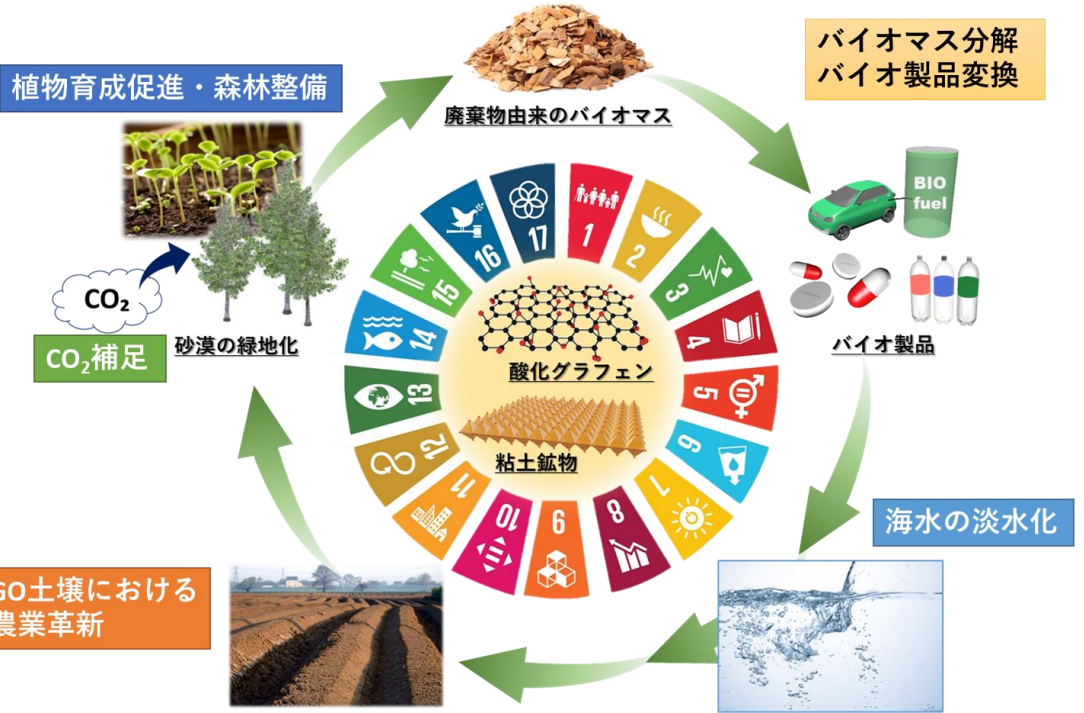 植物育成促進・森林整備
廃棄物由来のバイオマス
バイオマス分解
バイオ製品変換
BIO
fuel
バイオ製品
CO₂
CO₂補足
砂漠の緑地化
1
2
3
4
5
6
7
8
9
10
11
12
13
14
15
16
17
酸化グラフェン
粘土鉱物
海水の淡水化
GO土壌における
農業革新